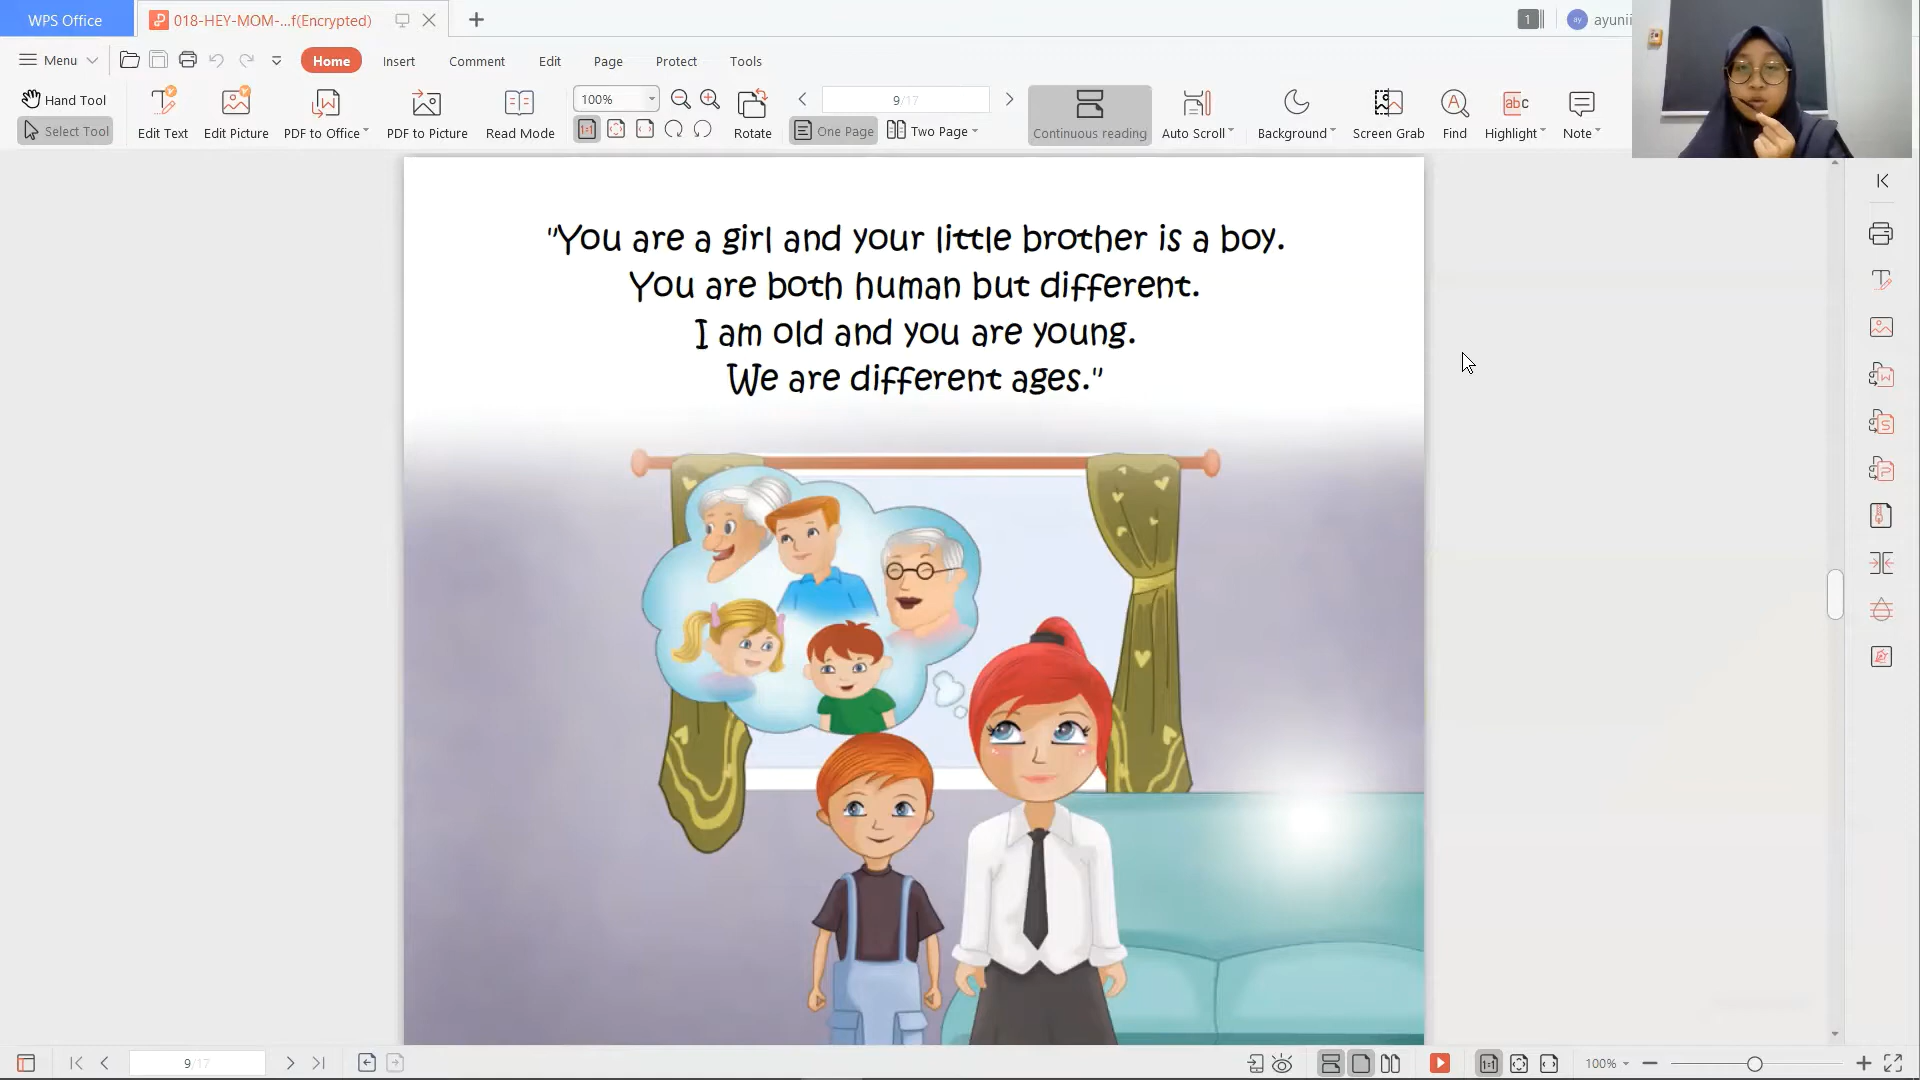 WPS Office
018-HEY-MOM-...f(Encrypted)
1
ay
ayunii
Menu
Home
Insert
Comment
Edit
Page
Protect
Tools
Hand Tool
Select Tool
Edit Text
Edit Picture
PDF to Office
PDF to Picture
Read Mode
100%
Rotate
9/17
One Page
Two Page
Continuous reading
Auto Scroll
Background
Screen Grab
Find
Highlight
Note
"You are a girl and your little brother is a boy.
You are both human but different.
I am old and you are young.
We are different ages."
9/17
100%